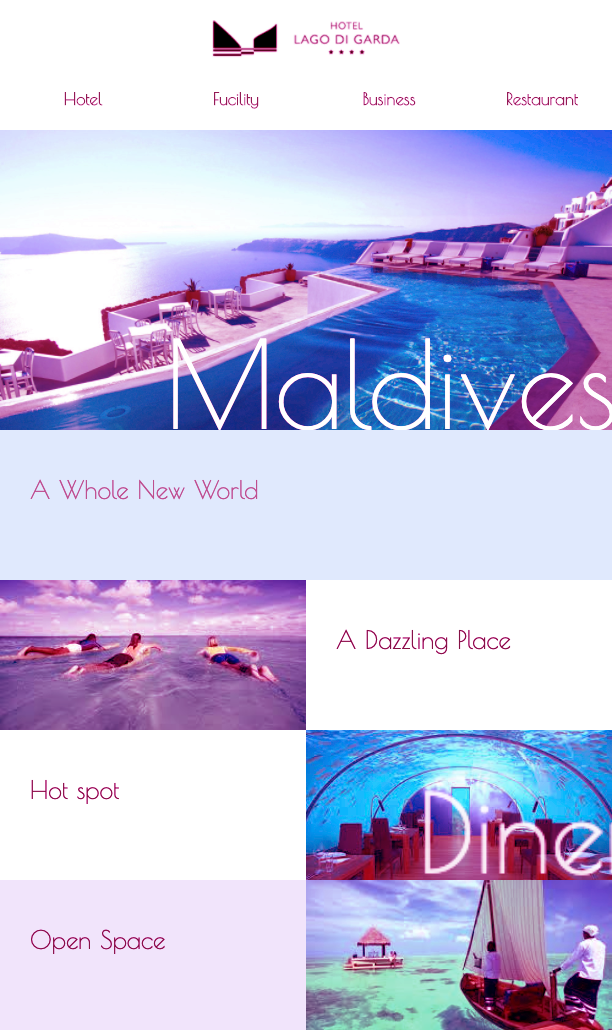 HOTEL
LAGO DI GARDA
Hotel
Fucility
Business
Restaurant
Maldives
A Whole New World
A Dazzling Place
Hot spot
Dine
Open Space